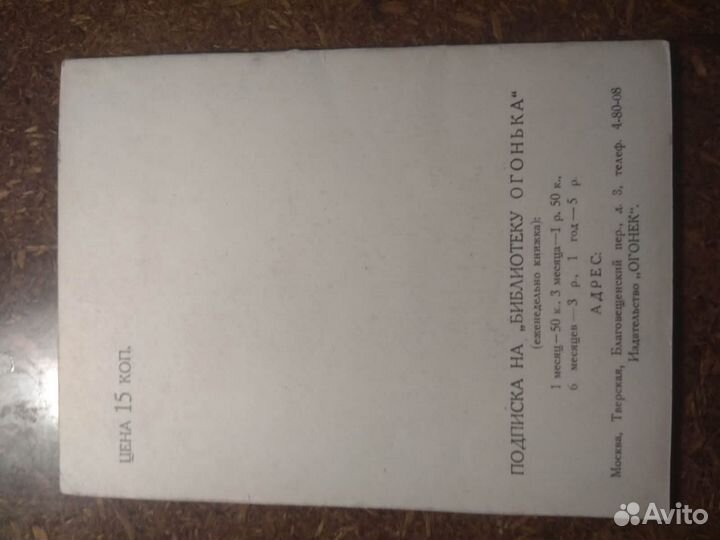 ЦЕНА 15 КОП.
ПОДПИСКА НА „БИБЛИОТЕКУ ОГОНЬКА“
(еженедельно книжка):
1 месяц—50 к., 3 месяца—1 р. 50 к.,
6 месяцев—3 р., 1 год—5 р.
АДРЕС:
Москва, Тверская, Благовещенский пер., д. 3, телеф. 4-80-08
Издательство „ОГОНЕК“.
Avito